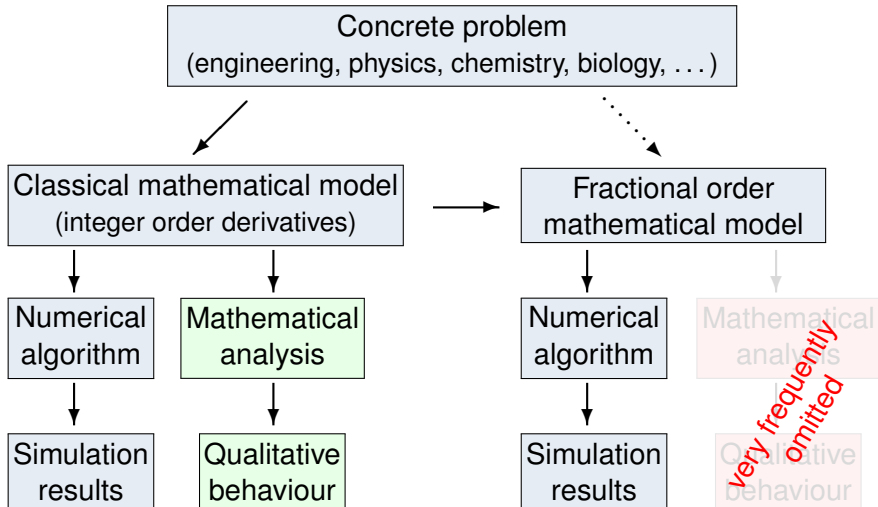 Concrete problem
(engineering, physics, chemistry, biology, . . . )
Classical mathematical model
(integer order derivatives)
Fractional order
mathematical model
Numerical
algorithm
Mathematical
analysis
Numerical
algorithm
Mathematical
analysis
very frequently
omitted
Simulation
results
Qualitative
behaviour
Simulation
results
Qualitative
behaviour